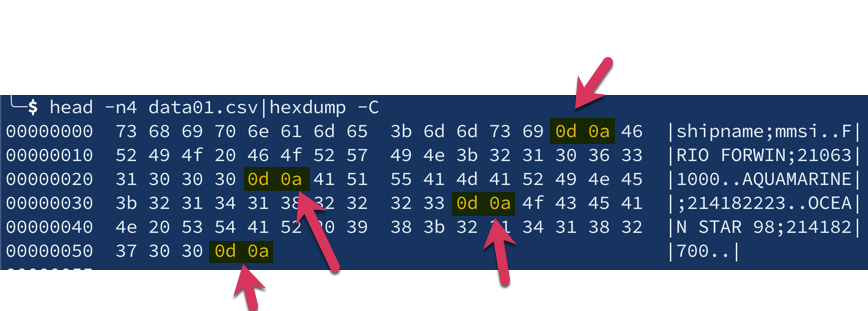 ╰─$ head -n4 data01.csv|hexdump -C
00000000  73 68 69 70 6e 61 6d 65  3b 6d 6d 73 69 0d 0a 46  |shipname;mmsi..F
00000010  52 49 4f 20 46 4f 52 57  49 4e 3b 32 31 30 36 33  |RIO FORWIN;21063
00000020  31 30 30 30 0d 0a 41 51  55 41 4d 41 52 49 4e 45  |1000..AQUAMARINE|
00000030  3b 32 31 34 31 38 32 32  32 33 0d 0a 4f 43 45 41  |;214182223..OCEA
00000040  4e 20 53 54 41 52 20 39  38 3b 32 31 34 31 38 32  |N STAR 98;214182
00000050  37 30 30 0d 0a  |700..|